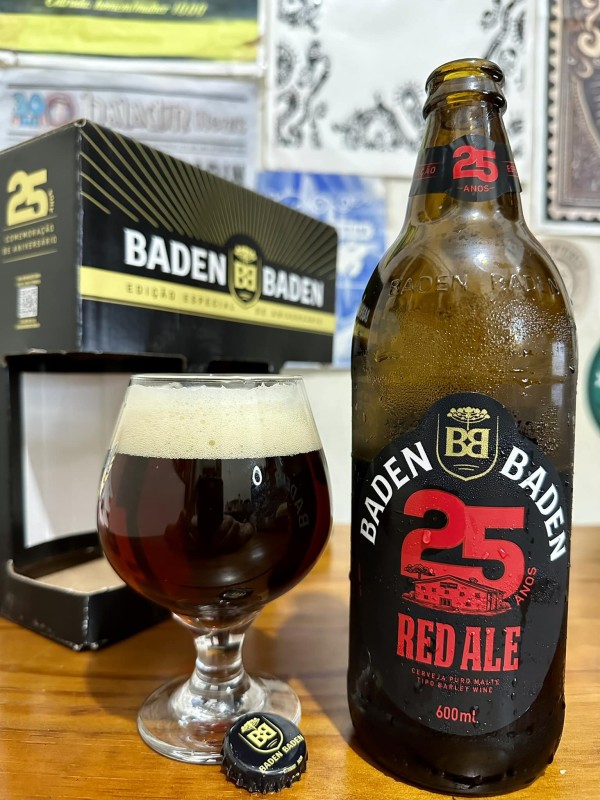 25
ANOS
COMEMORAÇÃO
DE ANIVERSÁRIO
BADEN BB BADEN
EDIÇÃO ESPECIAL DE ANIVERSÁRIO
25
ANOS
BADEN BADEN
BB
BADEN BADEN
25
ANOS
RED ALE
CERVEJA PURO MALTE
TIPO BARLEY WINE
600mL
BB
BADEN BADEN